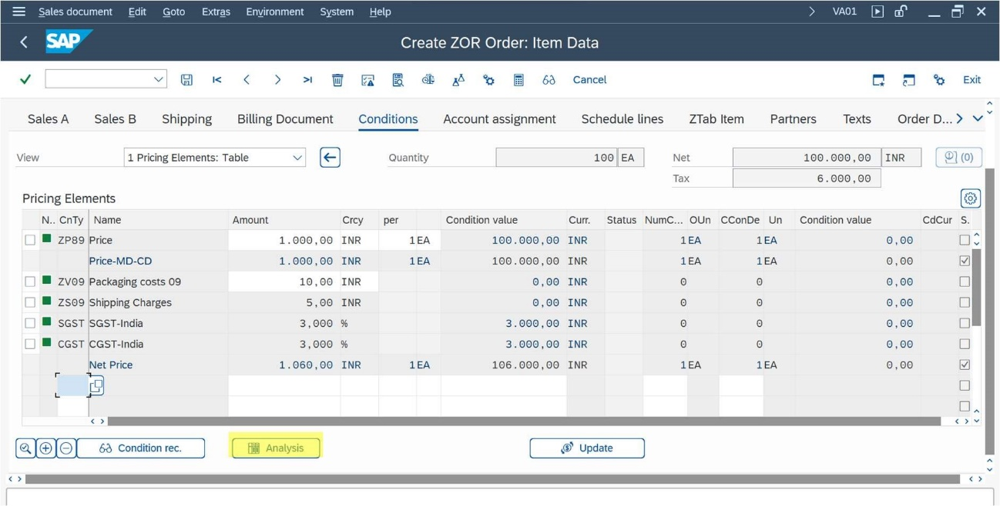 Sales document Edit Goto Extras Environment System Help VA01
SAP Create ZOR Order: Item Data
Cancel Exit
Sales A Sales B Shipping Billing Document Conditions Account assignment Schedule lines ZTab Item Partners Texts Order D...
View 1 Pricing Elements: Table Quantity 100 EA Net 100.000,00 INR (0)
Tax 6.000,00
Pricing Elements
N.. CnTy Name Amount Crcy per Condition value Curr. Status NumC... OUn CConDe Un Condition value CdCur S.
ZP89 Price 1.000,00 INR 1 EA 100.000,00 INR 1 EA 1 EA 0,00
Price-MD-CD 1.000,00 INR 1 EA 100.000,00 INR 1 EA 1 EA 0,00
ZV09 Packaging costs 09 10,00 INR 0,00 INR 0 0 0,00
ZS09 Shipping Charges 5,00 INR 0,00 INR 0 0 0,00
SGST SGST-India 3,000 % 3.000,00 INR 0 0 0,00
CGST CGST-India 3,000 % 3.000,00 INR 0 0 0,00
Net Price 1.060,00 INR 1 EA 106.000,00 INR 1 EA 1 EA 0,00
Condition rec. Analysis Update